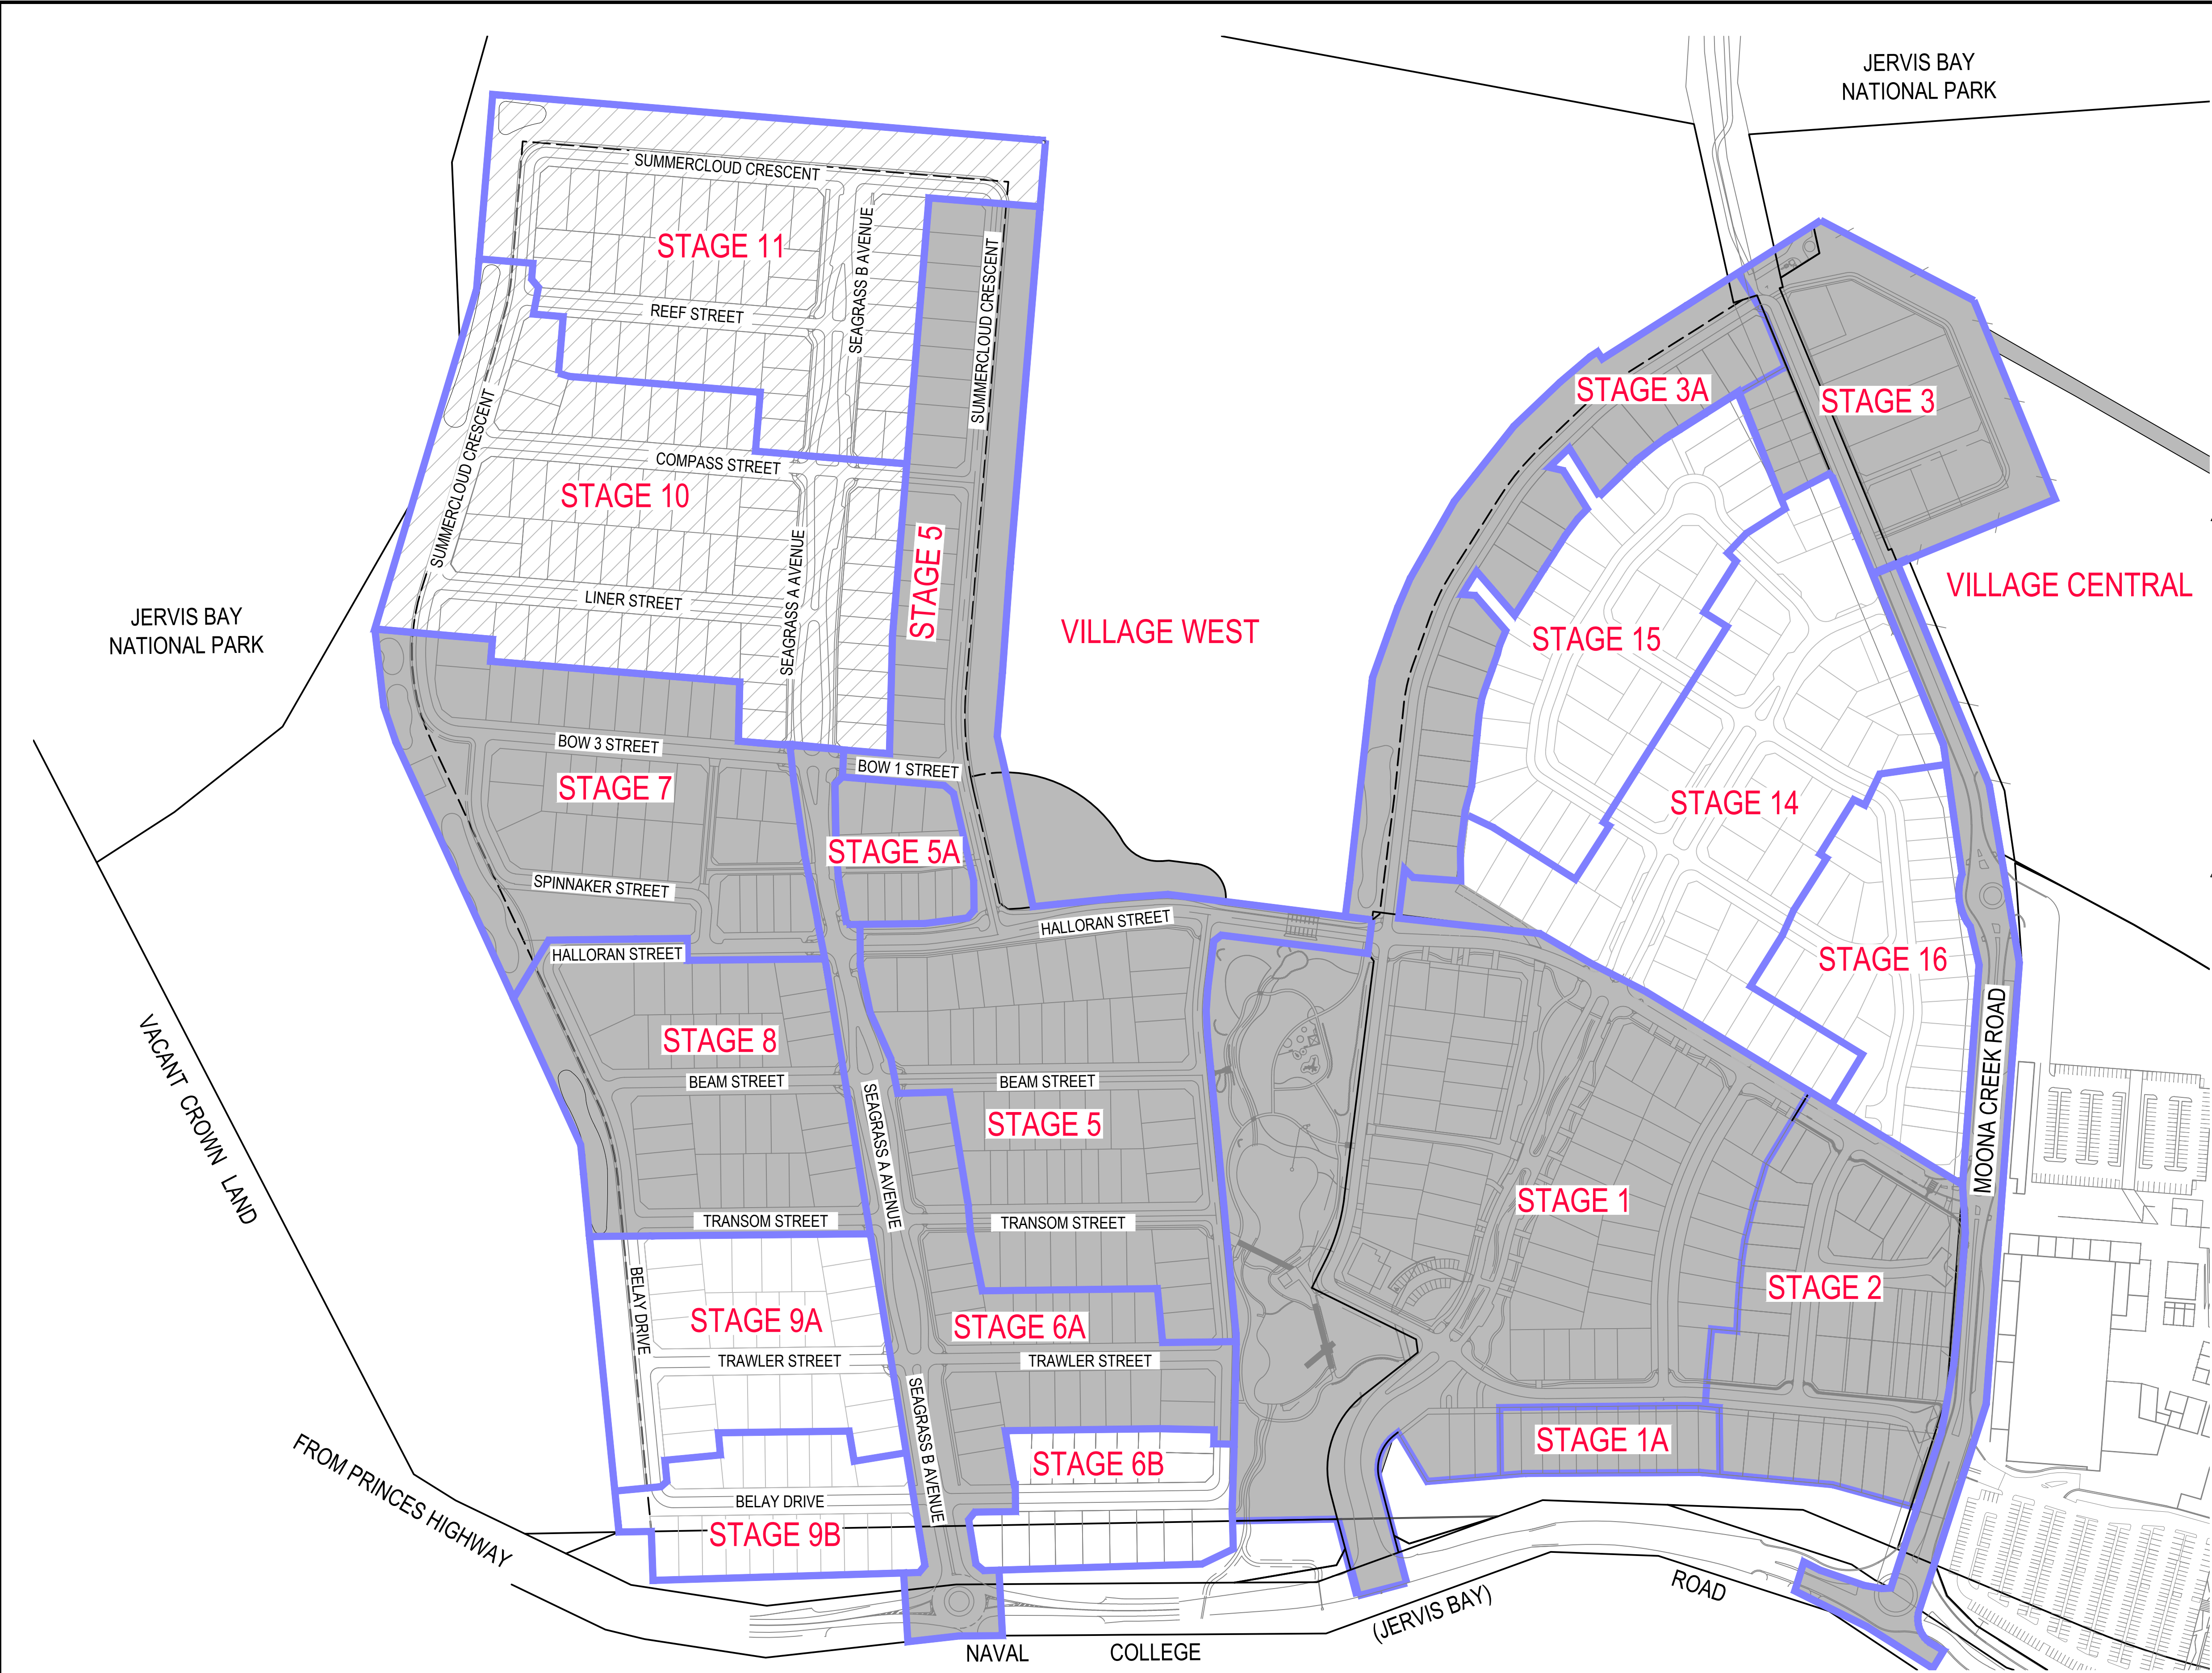 JERVIS BAY
NATIONAL PARK
SUMMERCLOUD CRESCENT
STAGE 11
SEAGRASS B AVENUE
REEF STREET
SUMMERCLOUD CRESCENT
STAGE 3A
STAGE 3
SUMMERCLOUD CRESCENT
COMPASS STREET
STAGE 10
STAGE 5
SEAGRASS A AVENUE
LINER STREET
VILLAGE CENTRAL
JERVIS BAY
NATIONAL PARK
VILLAGE WEST
STAGE 15
BOW 3 STREET
BOW 1 STREET
STAGE 7
STAGE 14
STAGE 5A
SPINNAKER STREET
HALLORAN STREET
HALLORAN STREET
STAGE 16
STAGE 8
MOONA CREEK ROAD
BEAM STREET
BEAM STREET
VACANT CROWN LAND
SEAGRASS A AVENUE
STAGE 5
STAGE 1
TRANSOM STREET
TRANSOM STREET
STAGE 2
BELAY DRIVE
STAGE 9A
STAGE 6A
TRAWLER STREET
TRAWLER STREET
SEAGRASS B AVENUE
STAGE 1A
STAGE 6B
FROM PRINCES HIGHWAY
BELAY DRIVE
STAGE 9B
ROAD
(JERVIS BAY)
NAVAL COLLEGE